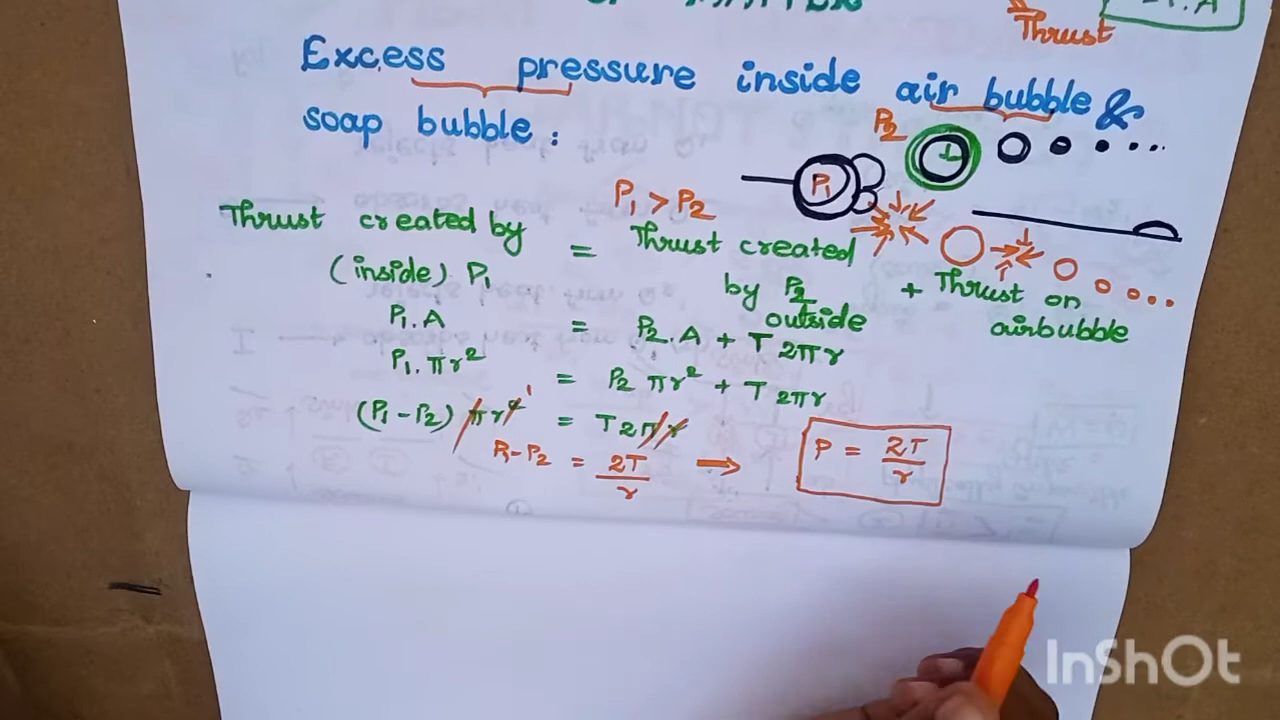 Thrust
Excess pressure inside air bubble &
soap bubble :
P₂
P₁
P₁ > P₂
Thrust created by = Thrust created + Thrust on
(inside) P₁ by P₂ airbubble
outside
P₁.A = P₂.A + T 2πr
P₁.πr² = P₂ πr² + T 2πr
(P₁-P₂) πr² ' = T 2πr
P₁-P₂ = 2T/r → P = 2T/r
InShOt